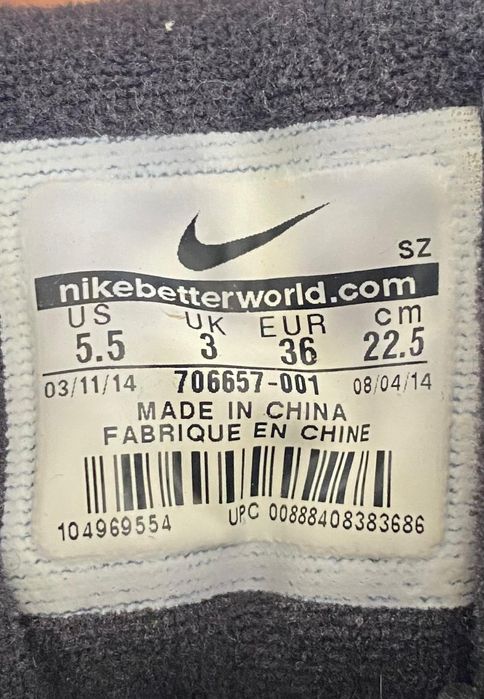 SZ
nikebetterworld.com
US UK EUR cm
5.5 3 36 22.5
03/11/14 706657-001 08/04/14
MADE IN CHINA
FABRIQUE EN CHINE
104969554 UPC 00888408383686